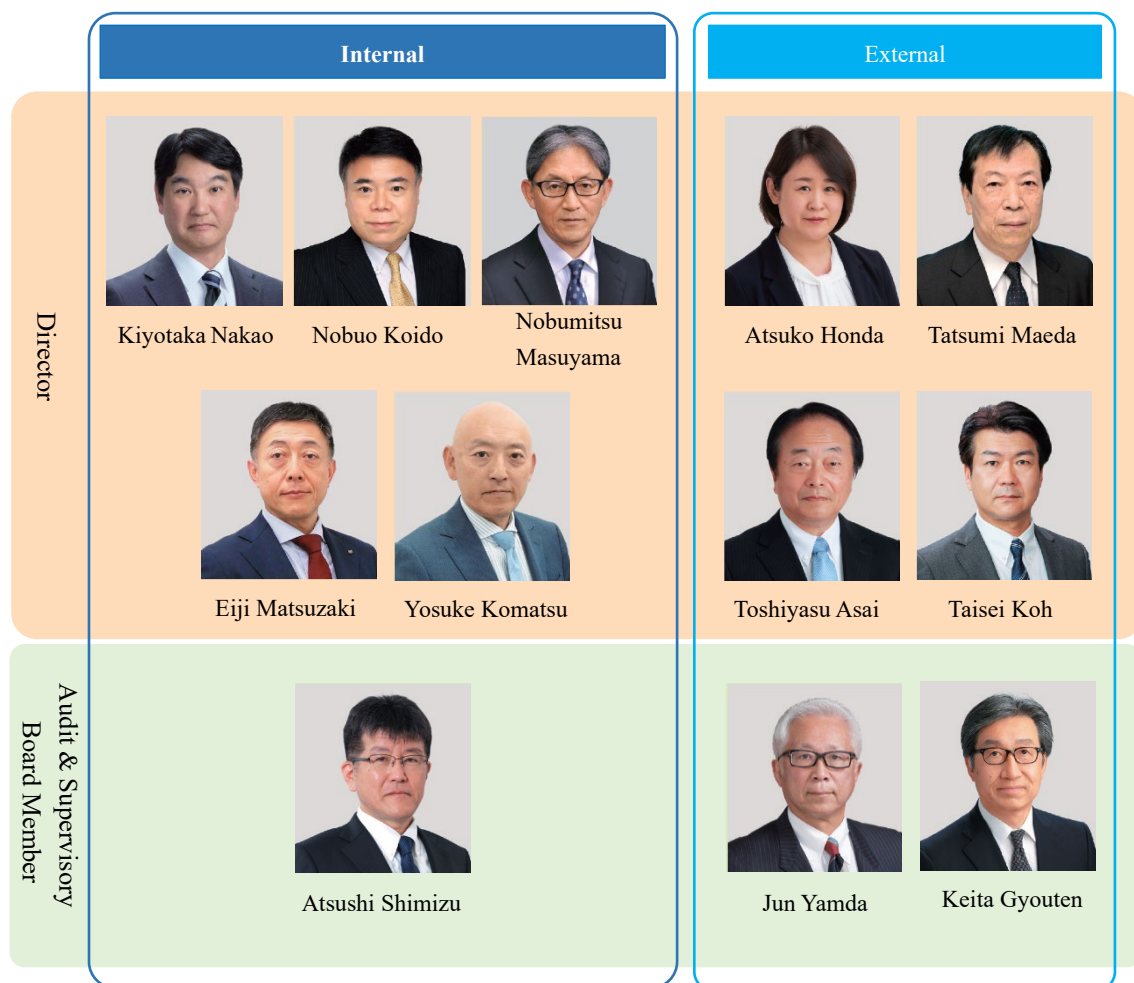 Internal
External
Director
Kiyotaka Nakao
Nobuo Koido
Nobumitsu
Masuyama
Atsuko Honda
Tatsumi Maeda
Eiji Matsuzaki
Yosuke Komatsu
Toshiyasu Asai
Taisei Koh
Audit & Supervisory
Board Member
Atsushi Shimizu
Jun Yamda
Keita Gyouten